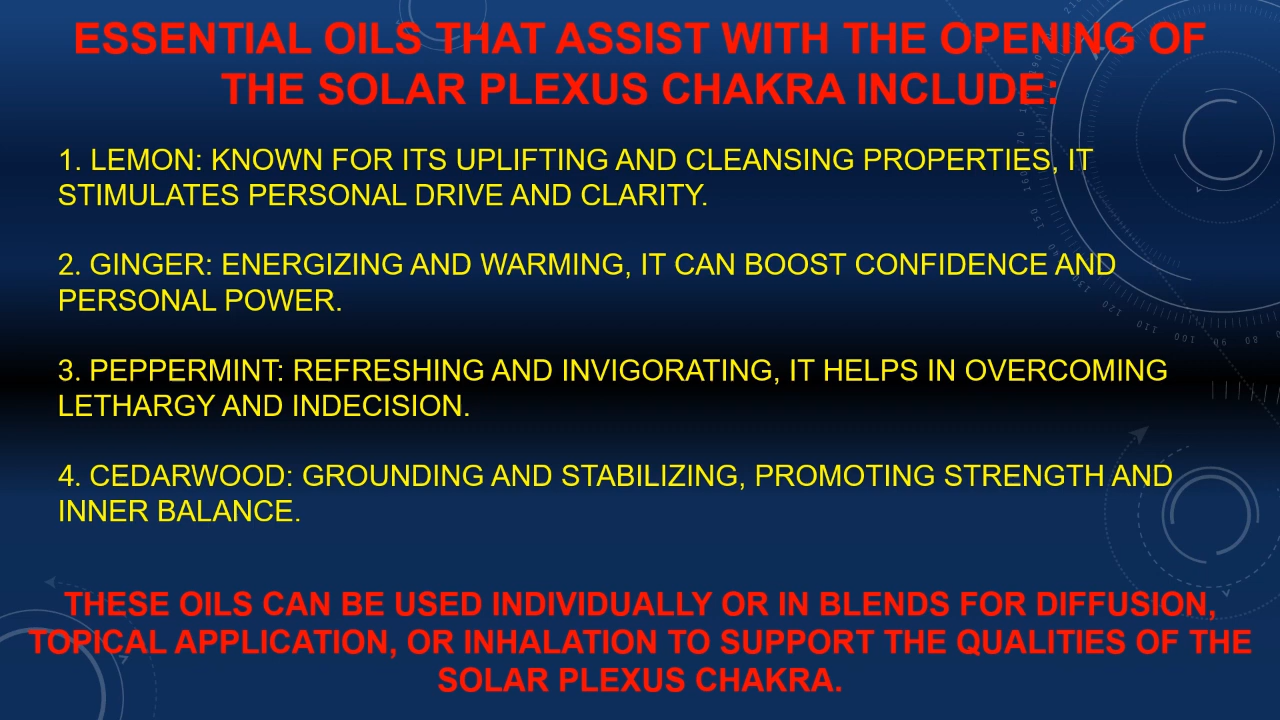 ESSENTIAL OILS THAT ASSIST WITH THE OPENING OF
THE SOLAR PLEXUS CHAKRA INCLUDE:
1. LEMON: KNOWN FOR ITS UPLIFTING AND CLEANSING PROPERTIES, IT
STIMULATES PERSONAL DRIVE AND CLARITY.
2. GINGER: ENERGIZING AND WARMING, IT CAN BOOST CONFIDENCE AND
PERSONAL POWER.
3. PEPPERMINT: REFRESHING AND INVIGORATING, IT HELPS IN OVERCOMING
LETHARGY AND INDECISION.
4. CEDARWOOD: GROUNDING AND STABILIZING, PROMOTING STRENGTH AND
INNER BALANCE.
THESE OILS CAN BE USED INDIVIDUALLY OR IN BLENDS FOR DIFFUSION,
TOPICAL APPLICATION, OR INHALATION TO SUPPORT THE QUALITIES OF THE
SOLAR PLEXUS CHAKRA.